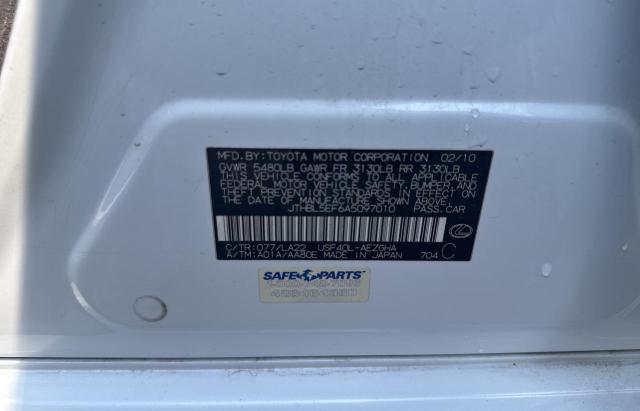 MFD.BY:TOYOTA MOTOR CORPORATION 02/10
GVWR 5480LB GAWR FR 3130LB RR 3130LB
THIS VEHICLE CONFORMS TO ALL APPLICABLE
FEDERAL MOTOR VEHICLE SAFETY, BUMPER, AND
THEFT PREVENTION STANDARDS IN EFFECT ON
THE DATE OF MANUFACTURE SHOWN ABOVE.
JTHBL5EF6A5097010 PASS.CAR
C/TR:077/LA22 USF40L-AEZGHA
A/TM:A01A/AA80E MADE IN JAPAN 704 C
SAFE PARTS